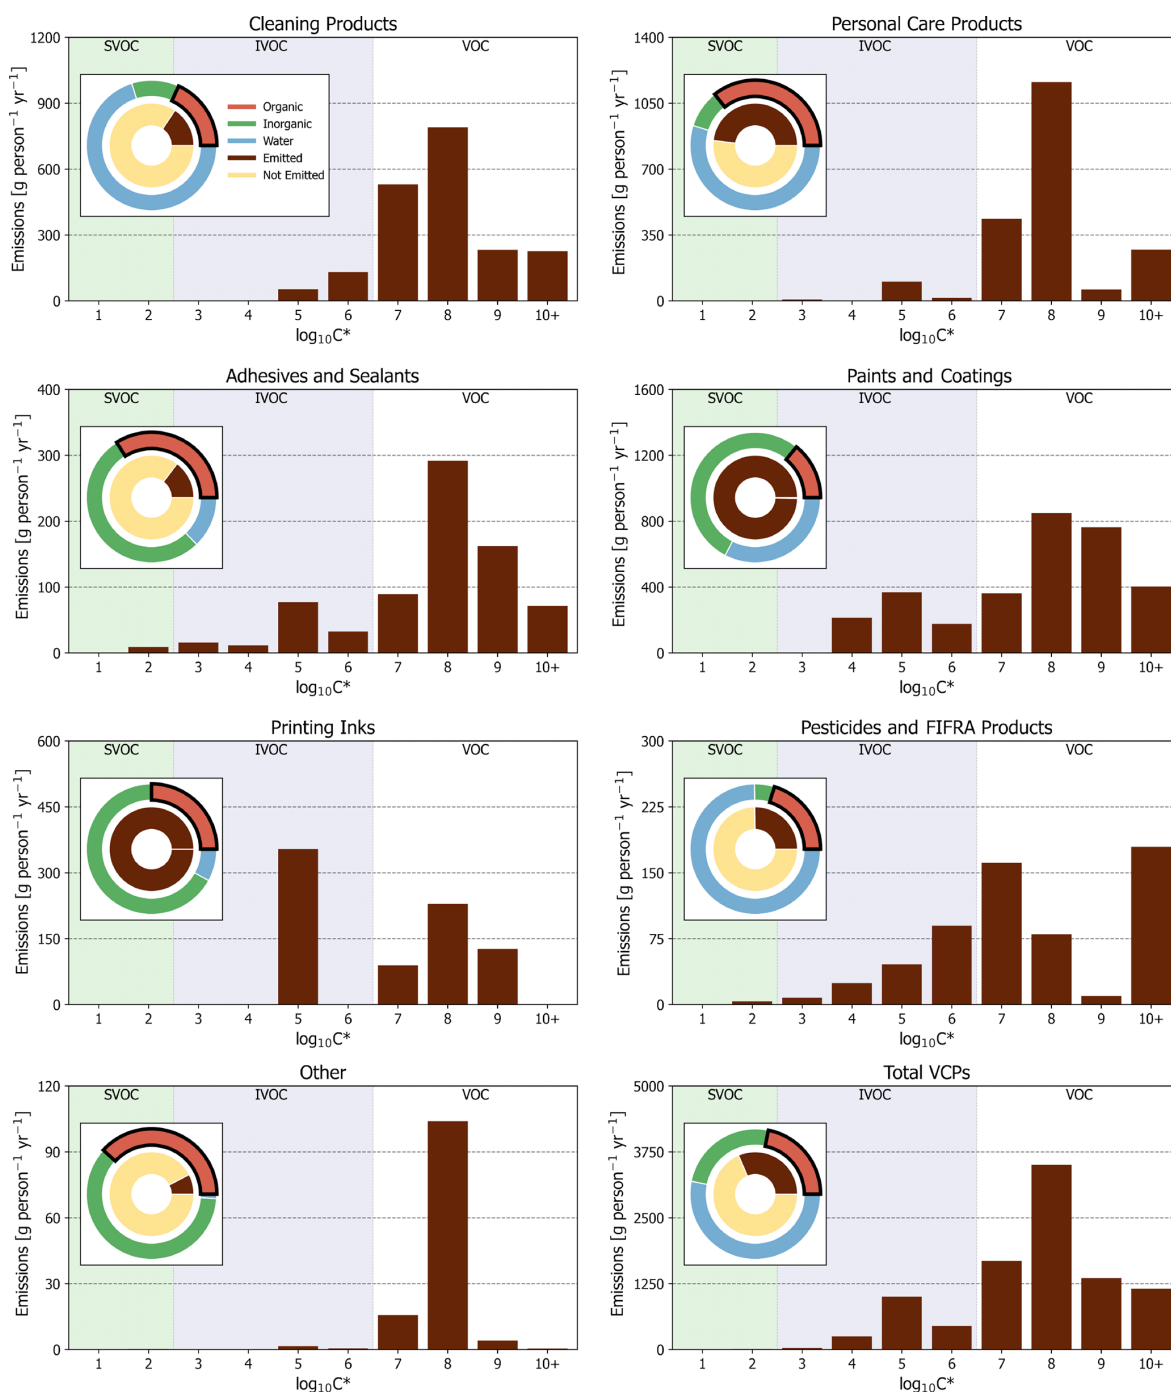 Cleaning Products
SVOC IVOC VOC
Emissions [g person⁻¹ yr⁻¹]
1200
900
600
300
0
Organic
Inorganic
Water
Emitted
Not Emitted
1 2 3 4 5 6 7 8 9 10+
log₁₀C*
Personal Care Products
SVOC IVOC VOC
Emissions [g person⁻¹ yr⁻¹]
1400
1050
700
350
0
1 2 3 4 5 6 7 8 9 10+
log₁₀C*
Adhesives and Sealants
SVOC IVOC VOC
Emissions [g person⁻¹ yr⁻¹]
400
300
200
100
0
1 2 3 4 5 6 7 8 9 10+
log₁₀C*
Paints and Coatings
SVOC IVOC VOC
Emissions [g person⁻¹ yr⁻¹]
1600
1200
800
400
0
1 2 3 4 5 6 7 8 9 10+
log₁₀C*
Printing Inks
SVOC IVOC VOC
Emissions [g person⁻¹ yr⁻¹]
600
450
300
150
0
1 2 3 4 5 6 7 8 9 10+
log₁₀C*
Pesticides and FIFRA Products
SVOC IVOC VOC
Emissions [g person⁻¹ yr⁻¹]
300
225
150
75
0
1 2 3 4 5 6 7 8 9 10+
log₁₀C*
Other
SVOC IVOC VOC
Emissions [g person⁻¹ yr⁻¹]
120
90
60
30
0
1 2 3 4 5 6 7 8 9 10+
log₁₀C*
Total VCPs
SVOC IVOC VOC
Emissions [g person⁻¹ yr⁻¹]
5000
3750
2500
1250
0
1 2 3 4 5 6 7 8 9 10+
log₁₀C*